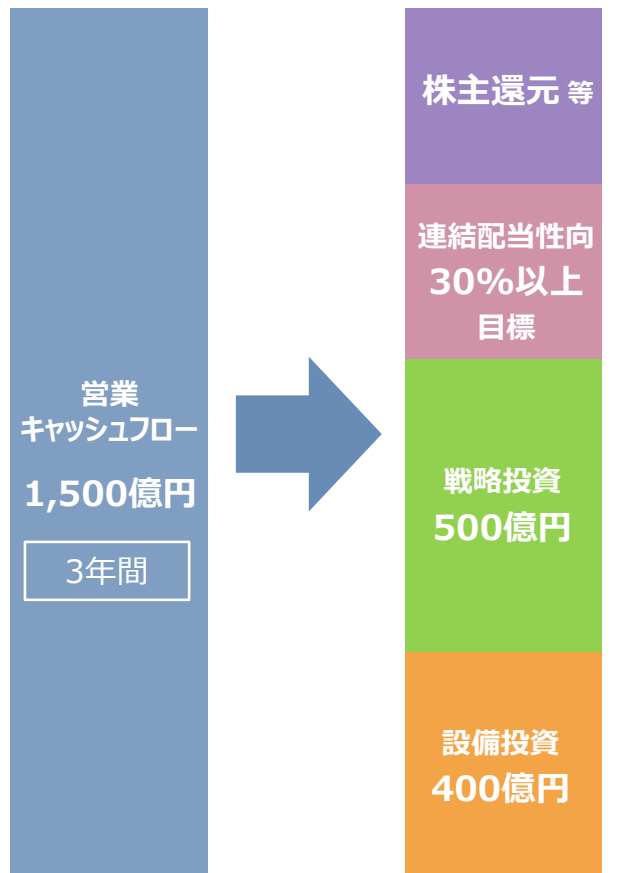 営業
キャッシュフロー
1,500億円
3年間
株主還元 等
連結配当性向
30%以上
目標
戦略投資
500億円
設備投資
400億円